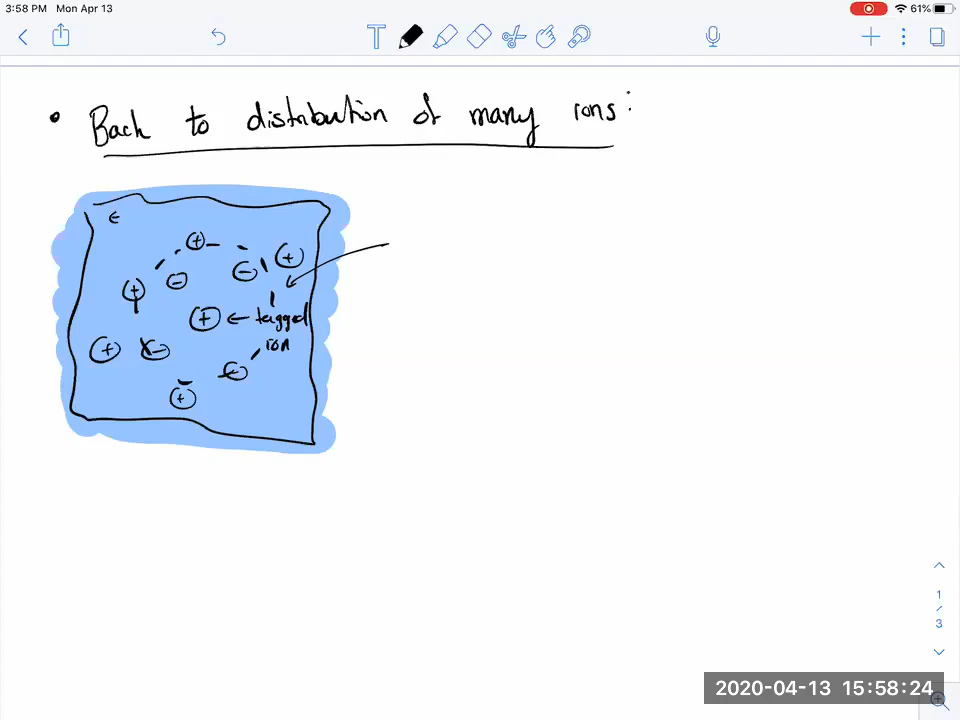 3:58 PM Mon Apr 13
61%
• Back to distribution of many ions:
ϵ
+
+
−
−
+
+ ← tagged
ion
+
−
−
+
1
/
3
2020-04-13 15:58:24